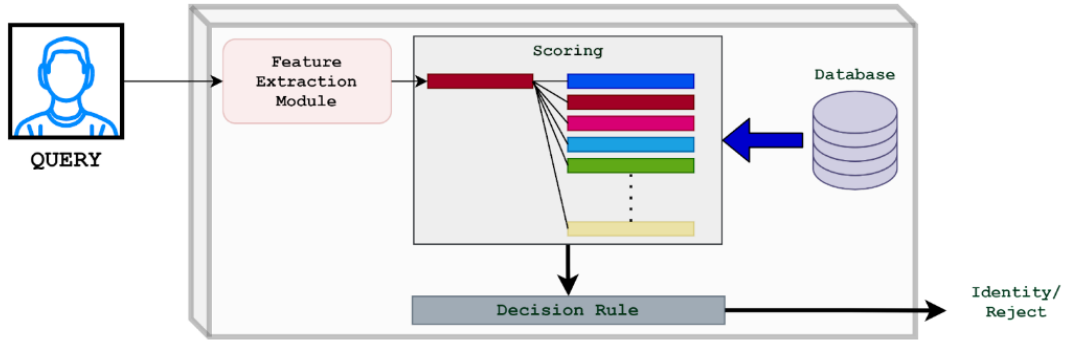 QUERY
Feature
Extraction
Module
Scoring
Database
Decision Rule
Identity/
Reject